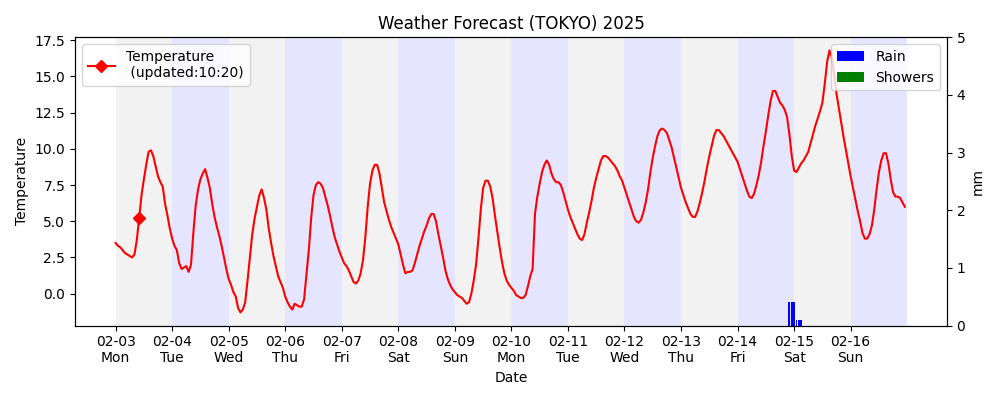 Weather Forecast (TOKYO) 2025
Temperature
(updated:10:20)
Rain
Showers
17.5
15.0
12.5
10.0
7.5
5.0
2.5
0.0
Temperature
5
4
3
2
1
0
mm
02-03 02-04 02-05 02-06 02-07 02-08 02-09 02-10 02-11 02-12 02-13 02-14 02-15 02-16
Mon Tue Wed Thu Fri Sat Sun Mon Tue Wed Thu Fri Sat Sun
Date